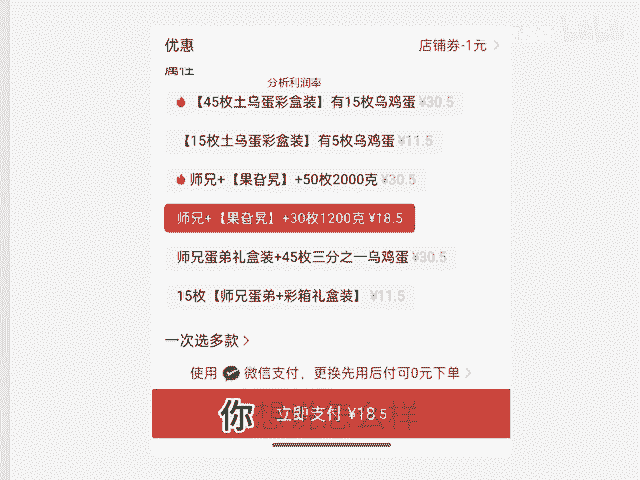 优惠 店铺券-1元
属性
分析利润率
【45枚土乌蛋彩盒装】有15枚乌鸡蛋 ¥30.5
【15枚土乌蛋彩盒装】有5枚乌鸡蛋 ¥11.5
师兄+【果旮旯】+50枚2000克 ¥30.5
师兄+【果旮旯】+30枚1200克 ¥18.5
师兄蛋弟礼盒装+45枚三分之一乌鸡蛋 ¥30.5
15枚【师兄蛋弟+彩箱礼盒装】 ¥11.5
一次选多款
使用 微信支付，更换先用后付可0元下单
立即支付 ¥18.5
你